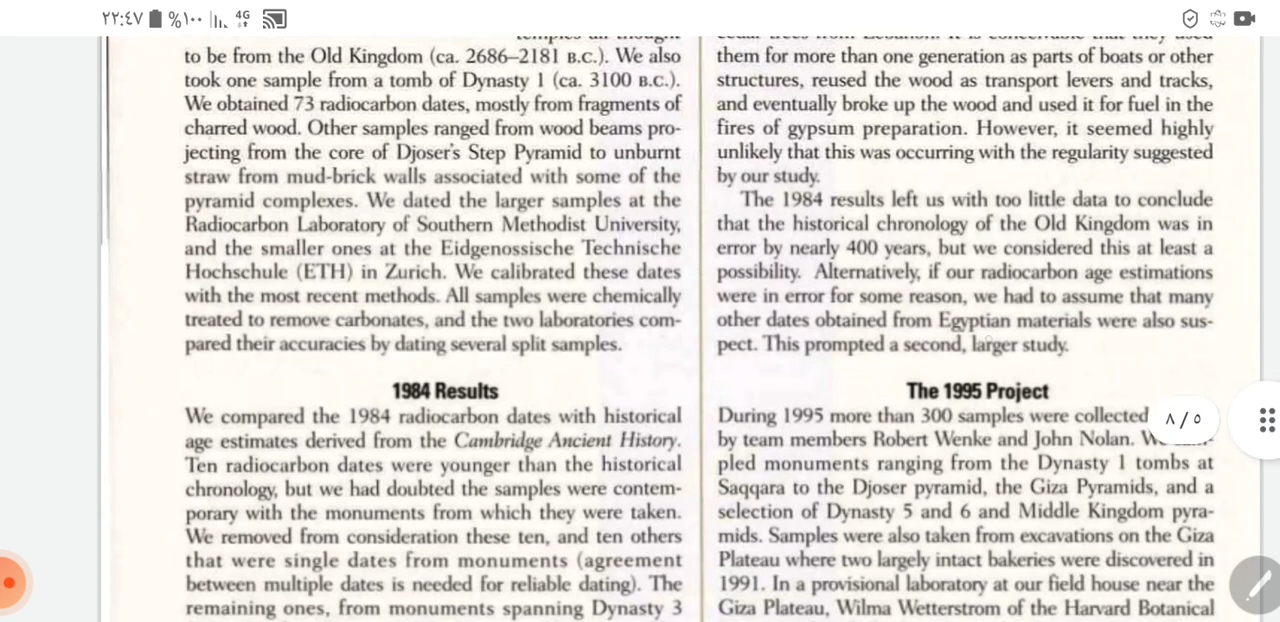 ٢٢:٤٧ %١٠٠ 4G
to be from the Old Kingdom (ca. 2686–2181 B.C.). We also
took one sample from a tomb of Dynasty 1 (ca. 3100 B.C.).
We obtained 73 radiocarbon dates, mostly from fragments of
charred wood. Other samples ranged from wood beams pro-
jecting from the core of Djoser's Step Pyramid to unburnt
straw from mud-brick walls associated with some of the
pyramid complexes. We dated the larger samples at the
Radiocarbon Laboratory of Southern Methodist University,
and the smaller ones at the Eidgenossische Technische
Hochschule (ETH) in Zurich. We calibrated these dates
with the most recent methods. All samples were chemically
treated to remove carbonates, and the two laboratories com-
pared their accuracies by dating several split samples.
1984 Results
We compared the 1984 radiocarbon dates with historical
age estimates derived from the Cambridge Ancient History.
Ten radiocarbon dates were younger than the historical
chronology, but we had doubted the samples were contem-
porary with the monuments from which they were taken.
We removed from consideration these ten, and ten others
that were single dates from monuments (agreement
between multiple dates is needed for reliable dating). The
remaining ones, from monuments spanning Dynasty 3
them for more than one generation as parts of boats or other
structures, reused the wood as transport levers and tracks,
and eventually broke up the wood and used it for fuel in the
fires of gypsum preparation. However, it seemed highly
unlikely that this was occurring with the regularity suggested
by our study.
The 1984 results left us with too little data to conclude
that the historical chronology of the Old Kingdom was in
error by nearly 400 years, but we considered this at least a
possibility. Alternatively, if our radiocarbon age estimations
were in error for some reason, we had to assume that many
other dates obtained from Egyptian materials were also sus-
pect. This prompted a second, larger study.
The 1995 Project
During 1995 more than 300 samples were collected
by team members Robert Wenke and John Nolan.
pled monuments ranging from the Dynasty 1 tombs at
Saqqara to the Djoser pyramid, the Giza Pyramids, and a
selection of Dynasty 5 and 6 and Middle Kingdom pyra-
mids. Samples were also taken from excavations on the Giza
Plateau where two largely intact bakeries were discovered in
1991. In a provisional laboratory at our field house near the
Giza Plateau, Wilma Wetterstrom of the Harvard Botanical
٨/٥